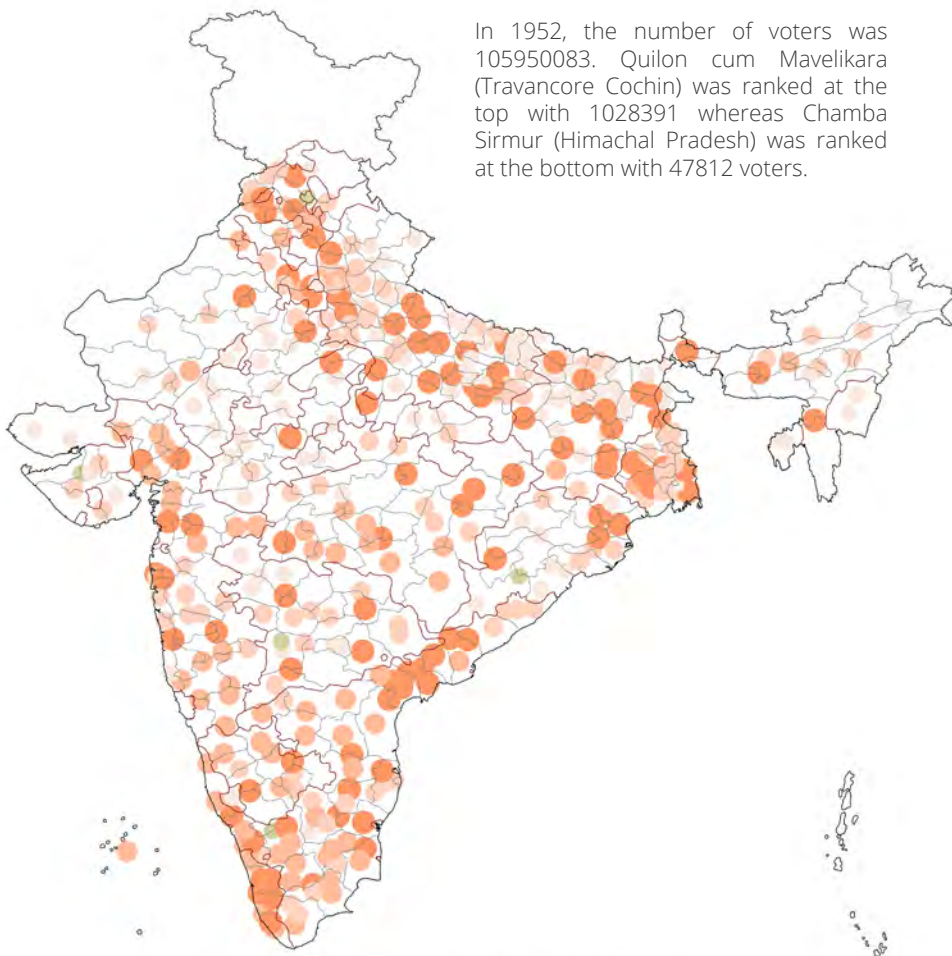 In 1952, the number of voters was
105950083. Quilon cum Mavelikara
(Travancore Cochin) was ranked at the
top with 1028391 whereas Chamba
Sirmur (Himachal Pradesh) was ranked
at the bottom with 47812 voters.